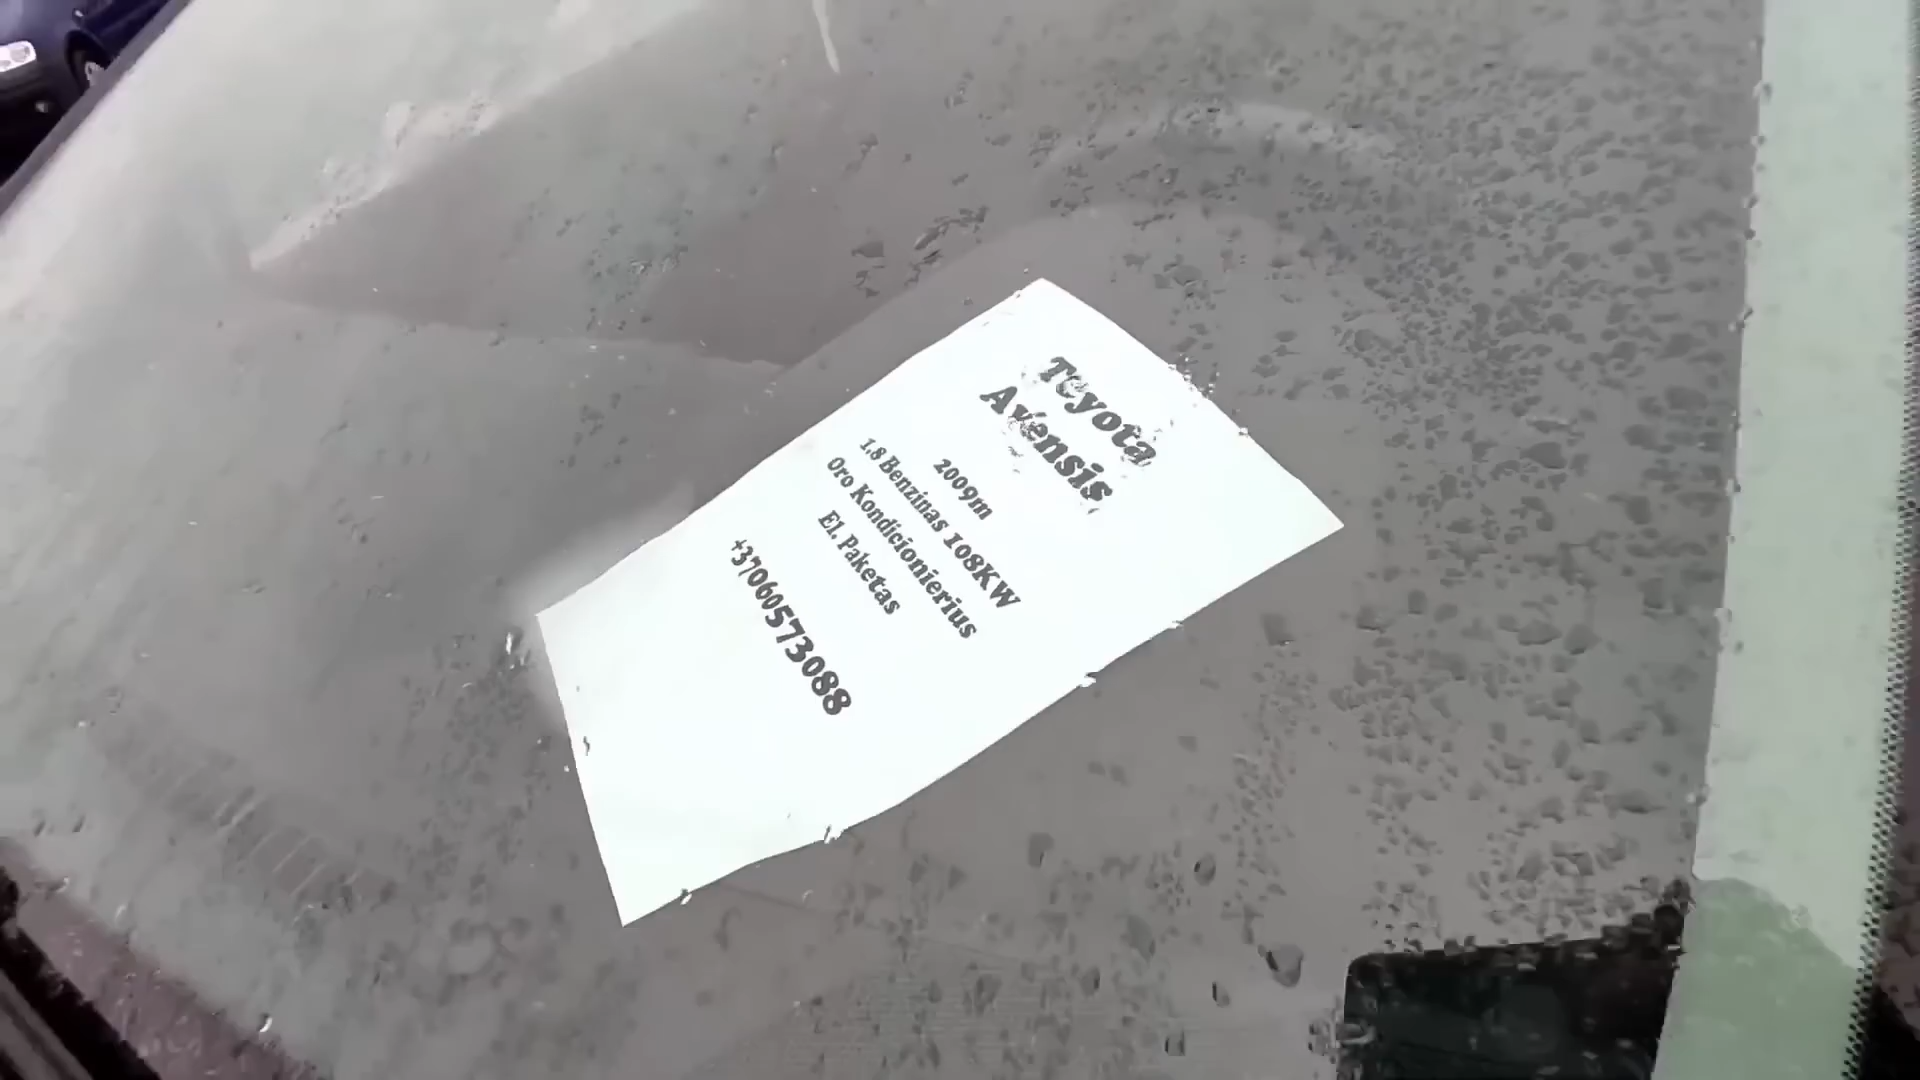 Toyota
Avensis
2009m
1.8 Benzinas 108KW
Oro Kondicionierius
El. Paketas
+37060573088